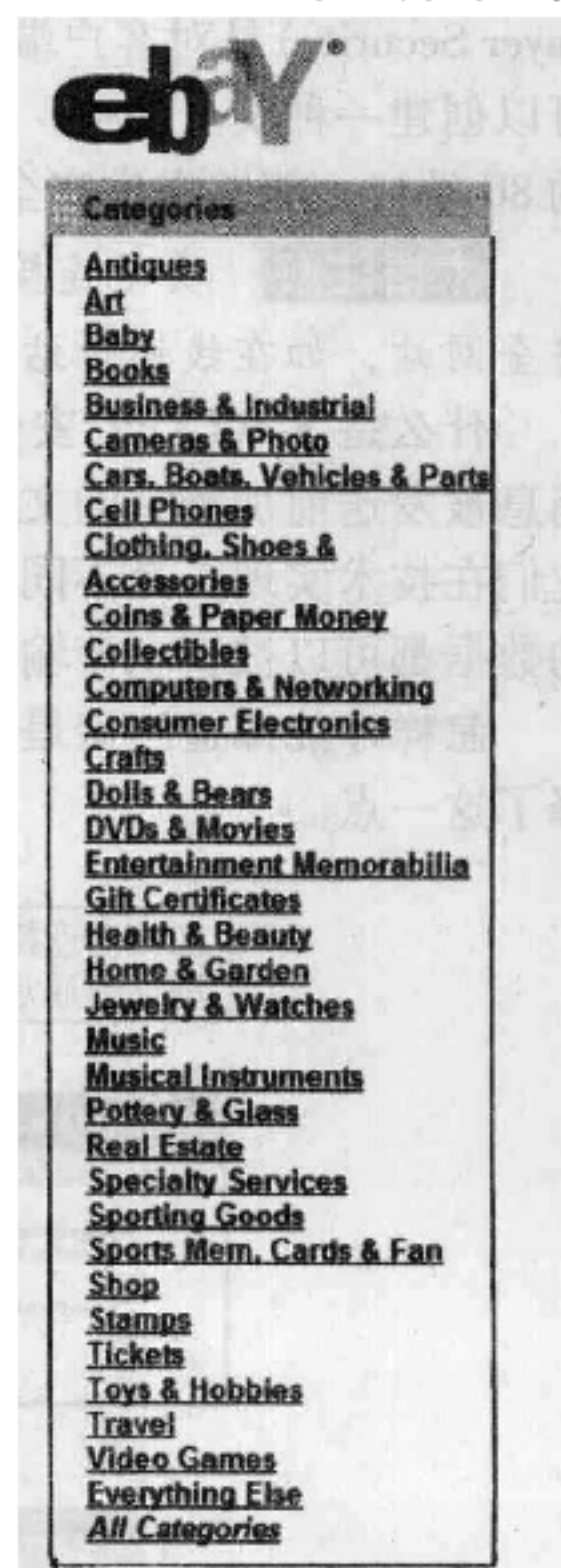 ebaY®
Categories
Antiques
Art
Baby
Books
Business & Industrial
Cameras & Photo
Cars, Boats, Vehicles & Parts
Cell Phones
Clothing, Shoes &
Accessories
Coins & Paper Money
Collectibles
Computers & Networking
Consumer Electronics
Crafts
Dolls & Bears
DVDs & Movies
Entertainment Memorabilia
Gift Certificates
Health & Beauty
Home & Garden
Jewelry & Watches
Music
Musical Instruments
Pottery & Glass
Real Estate
Specialty Services
Sporting Goods
Sports Mem, Cards & Fan
Shop
Stamps
Tickets
Toys & Hobbies
Travel
Video Games
Everything Else
All Categories